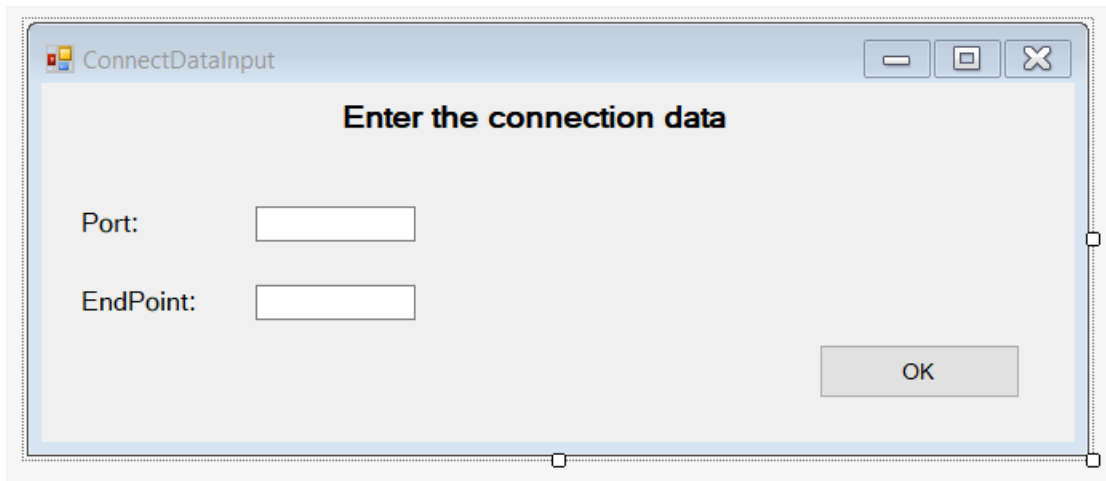 ConnectDataInput
Enter the connection data
Port:
EndPoint:
OK